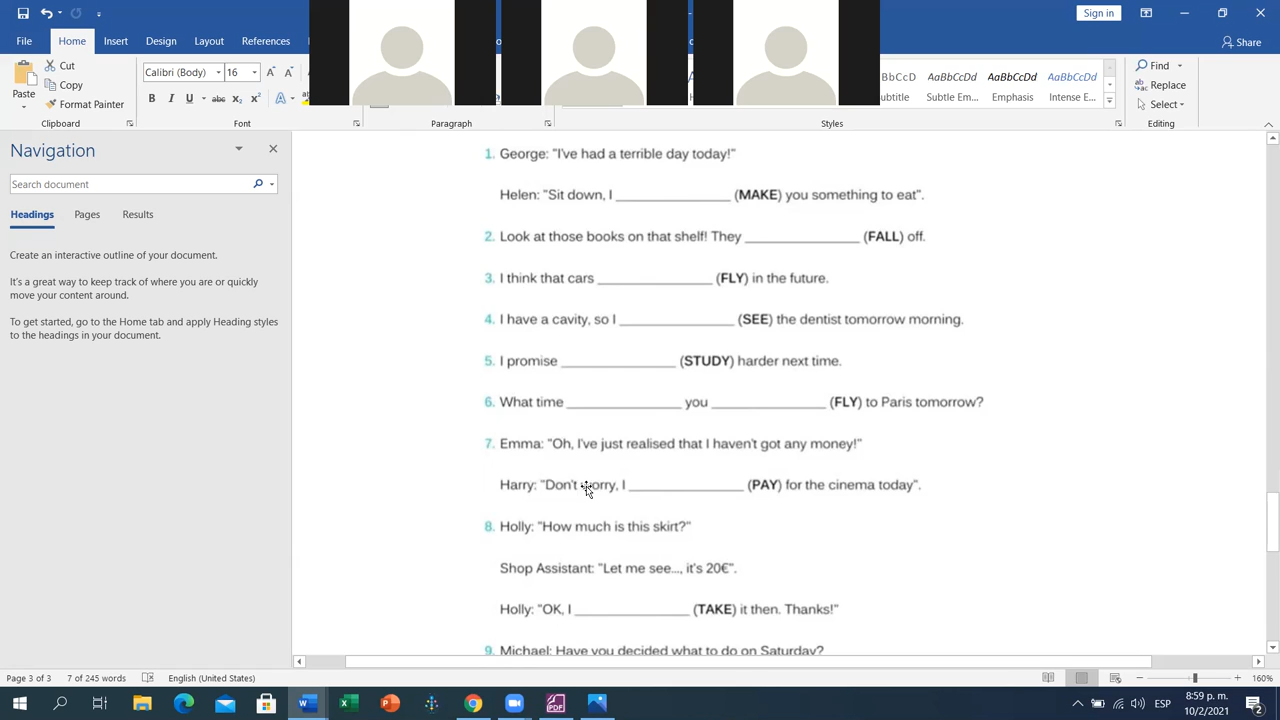 Sign in
File Home Insert Design Layout References Share
Paste Cut Copy Format Painter Clipboard
Calibri (Body) 16 B I U abc X₂ X² A Font
Paragraph
ubtitle AaBbCcDd Subtle Em... AaBbCcDd Emphasis AaBbCcDd Intense E... Styles
Find Replace Select Editing
Navigation
Search document
Headings Pages Results
Create an interactive outline of your document.
It's a great way to keep track of where you are or quickly
move your content around.
To get started, go to the Home tab and apply Heading styles
to the headings in your document.
1. George: "I've had a terrible day today!"
Helen: "Sit down, I _______________ (MAKE) you something to eat".
2. Look at those books on that shelf! They _______________ (FALL) off.
3. I think that cars _______________ (FLY) in the future.
4. I have a cavity, so I _______________ (SEE) the dentist tomorrow morning.
5. I promise _______________ (STUDY) harder next time.
6. What time _______________ you _______________ (FLY) to Paris tomorrow?
7. Emma: "Oh, I've just realised that I haven't got any money!"
Harry: "Don't worry, I _______________ (PAY) for the cinema today".
8. Holly: "How much is this skirt?"
Shop Assistant: "Let me see..., it's 20€".
Holly: "OK, I _______________ (TAKE) it then. Thanks!"
9. Michael: Have you decided what to do on Saturday?
Page 3 of 3 7 of 245 words English (United States) 160%
ESP 8:59 p. m.
10/2/2021